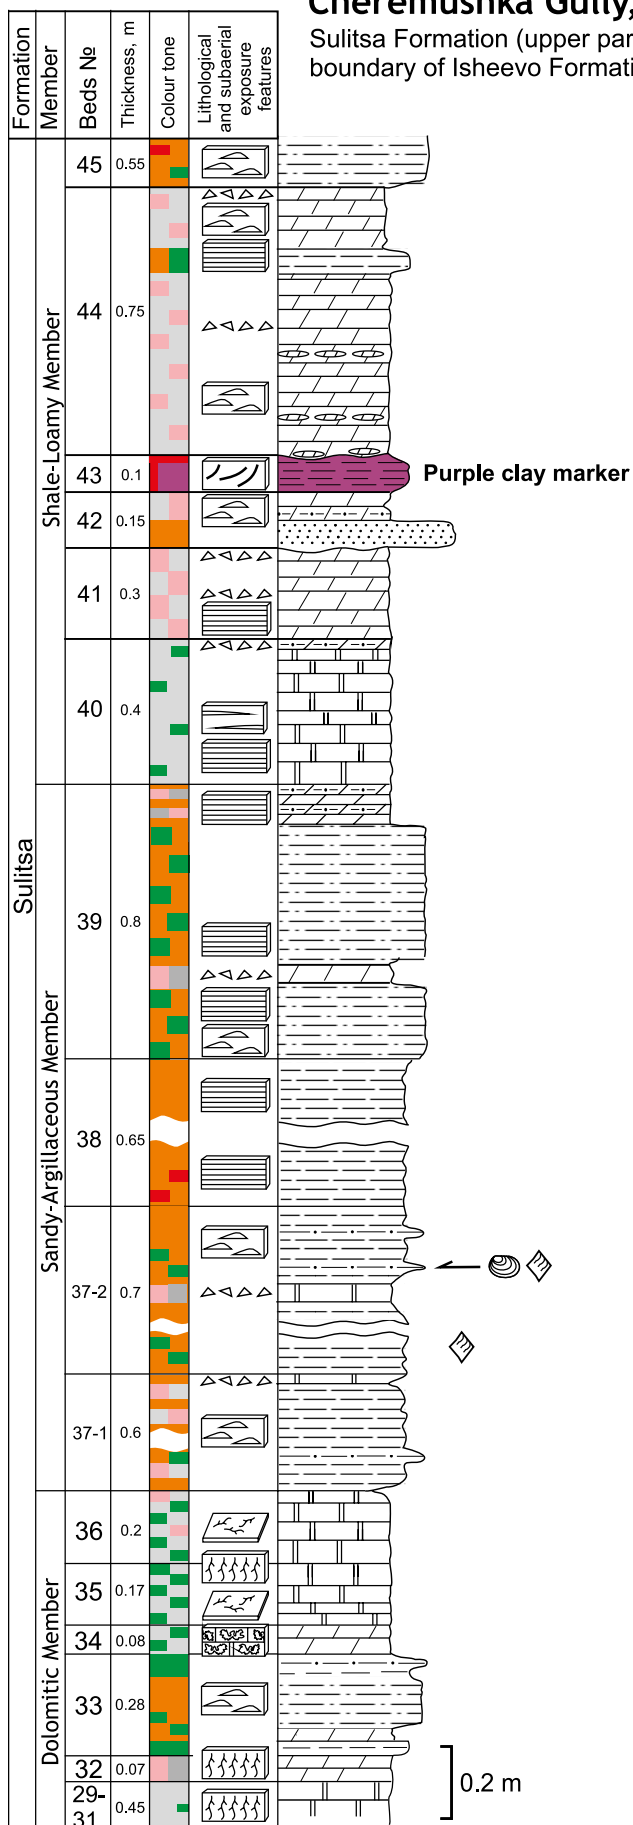 Cheremushka Gully,
Sulitsa Formation (upper par
boundary of Isheevo Formati
Formation
Member
Beds №
Thickness, m
Colour tone
Lithological
and subaerial
exposure
features
Sulitsa
Shale-Loamy Member
45 0.55
44 0.75
43 0.1
Purple clay marker
42 0.15
41 0.3
40 0.4
Sandy-Argillaceous Member
39 0.8
38 0.65
37-2 0.7
37-1 0.6
Dolomitic Member
36 0.2
35 0.17
34 0.08
33 0.28
32 0.07
29-
31 0.45
0.2 m